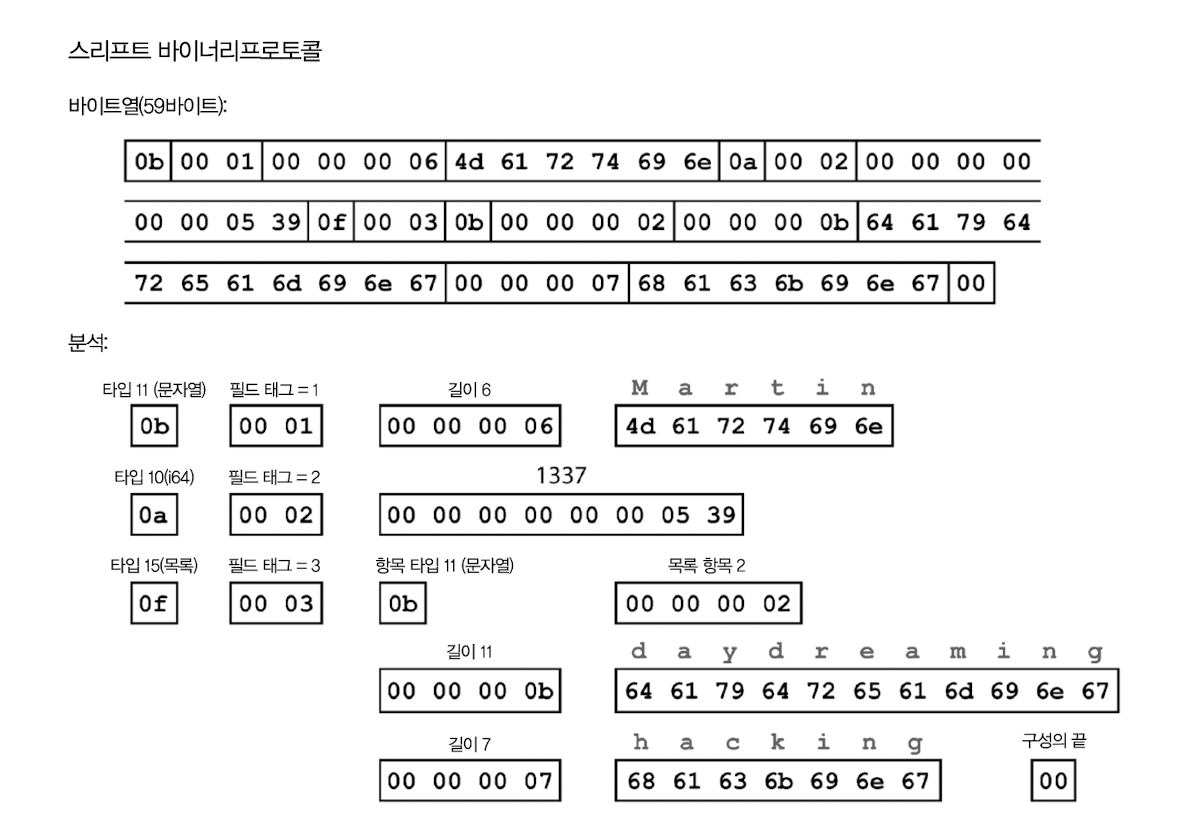 스리프트 바이너리프로토콜
바이트열(59바이트):
0b 00 01 00 00 00 06 4d 61 72 74 69 6e 0a 00 02 00 00 00 00
00 00 05 39 0f 00 03 0b 00 00 00 02 00 00 00 0b 64 61 79 64
72 65 61 6d 69 6e 67 00 00 00 07 68 61 63 6b 69 6e 67 00
분석:
타입 11 (문자열) 필드 태그 = 1 길이 6 M a r t i n
0b 00 01 00 00 00 06 4d 61 72 74 69 6e
타입 10(i64) 필드 태그 = 2 1337
0a 00 02 00 00 00 00 00 00 05 39
타입 15(목록) 필드 태그 = 3 항목 타입 11 (문자열) 목록 항목 2
0f 00 03 0b 00 00 00 02
길이 11 d a y d r e a m i n g
00 00 00 0b 64 61 79 64 72 65 61 6d 69 6e 67
길이 7 h a c k i n g 구성의 끝
00 00 00 07 68 61 63 6b 69 6e 67 00